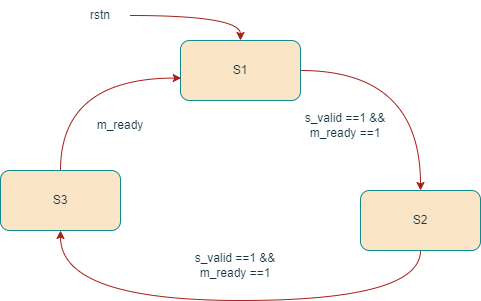 rstn
S1
s_valid ==1 &&
m_ready ==1
m_ready
S3
S2
s_valid ==1 &&
m_ready ==1